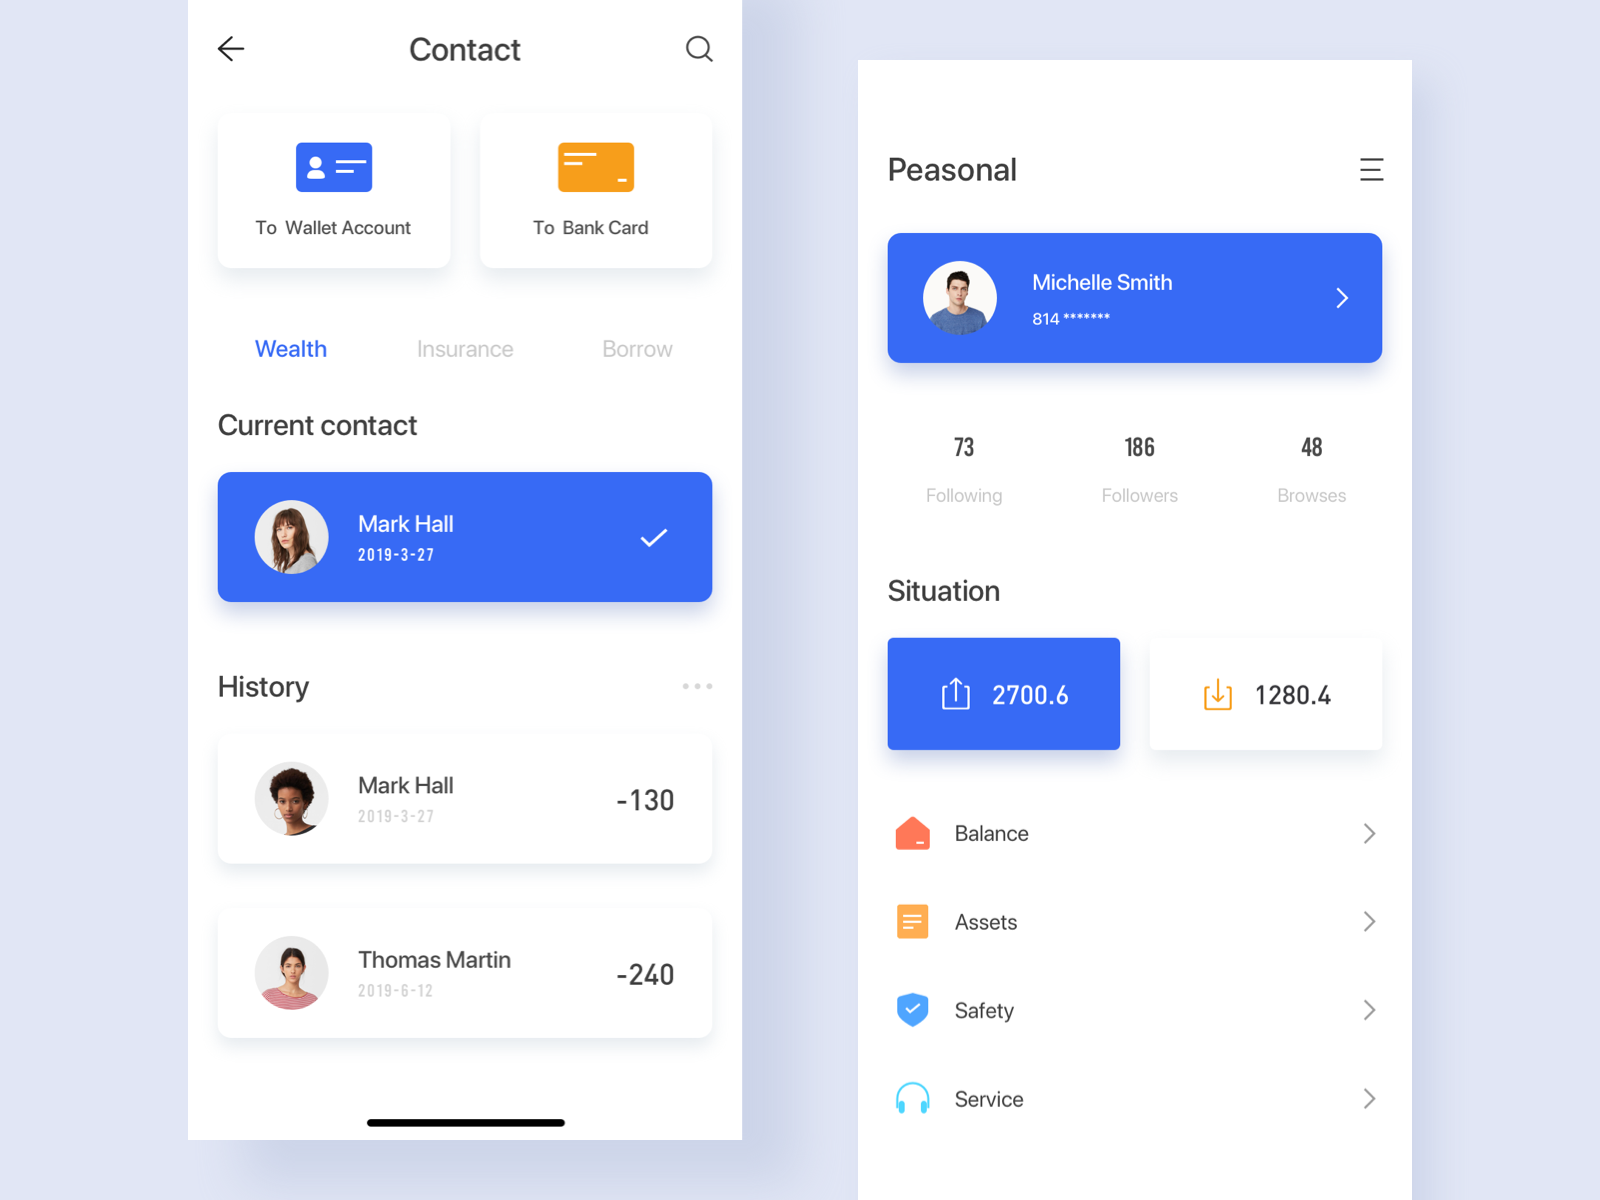 Contact
To Wallet Account
To Bank Card
Wealth
Insurance
Borrow
Current contact
Mark Hall
2019-3-27
History
Mark Hall
2019-3-27
-130
Thomas Martin
2019-6-12
-240
Peasonal
Michelle Smith
814 *******
73
186
48
Following
Followers
Browses
Situation
2700.6
1280.4
Balance
Assets
Safety
Service